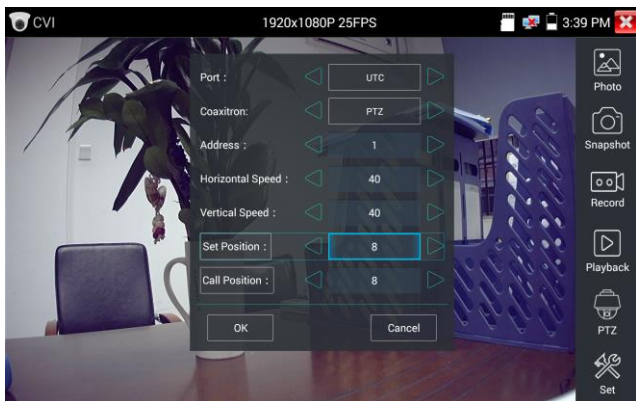 CVI 1920x1080P 25FPS 3:39 PM
Port : UTC
Coaxitron: PTZ
Address : 1
Horizontal Speed : 40
Vertical Speed : 40
Set Position : 8
Call Position : 8
OK Cancel
Photo
Snapshot
Record
Playback
PTZ
Set